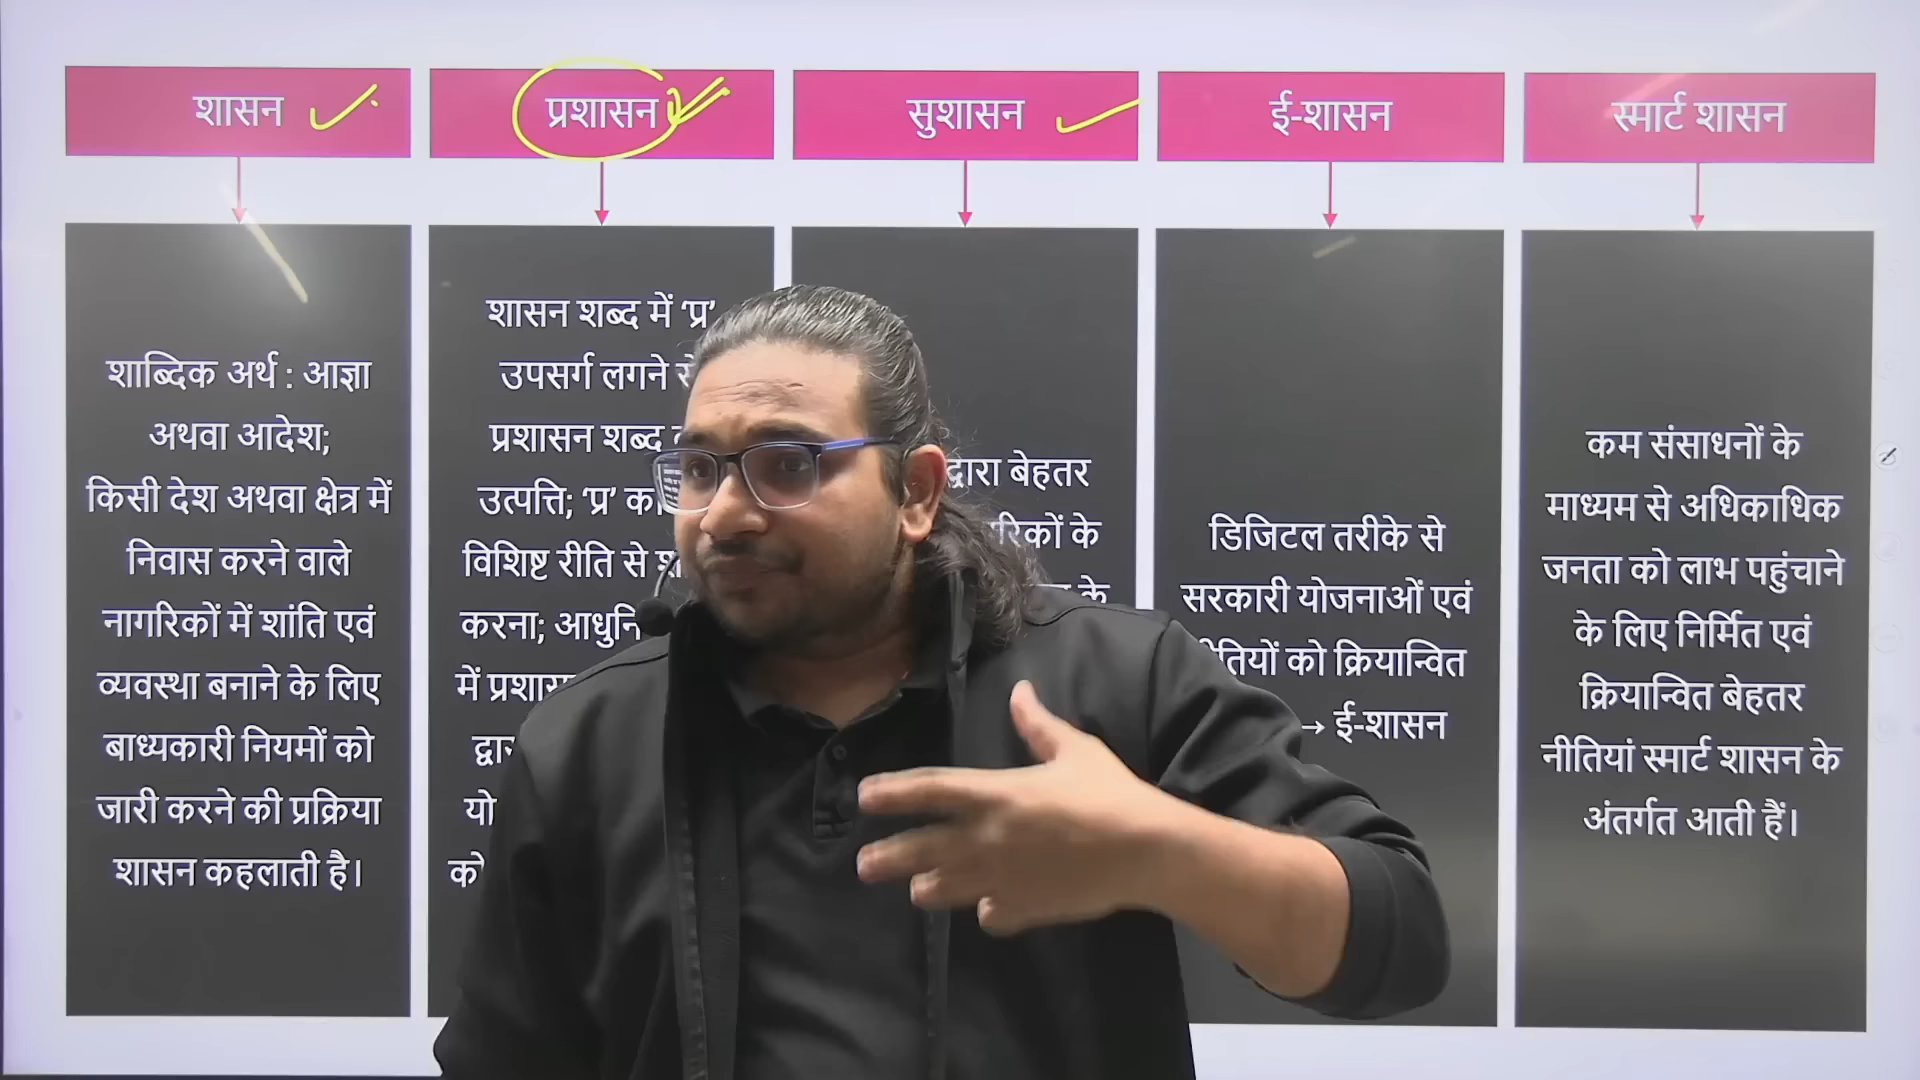 शासन
प्रशासन
सुशासन
ई-शासन
स्मार्ट शासन
शाब्दिक अर्थ : आज्ञा
अथवा आदेश;
किसी देश अथवा क्षेत्र में
निवास करने वाले
नागरिकों में शांति एवं
व्यवस्था बनाने के लिए
बाध्यकारी नियमों को
जारी करने की प्रक्रिया
शासन कहलाती है।
शासन शब्द में ‘प्र’
उपसर्ग लगने
प्रशासन शब्द
उत्पत्ति; ‘प्र’
विशिष्ट रीति से
करना;
में
द्वारा बेहतर
के
के
डिजिटल तरीके से
सरकारी योजनाओं एवं
को क्रियान्वित
→ ई-शासन
कम संसाधनों के
माध्यम से अधिकाधिक
जनता को लाभ पहुंचाने
के लिए निर्मित एवं
क्रियान्वित बेहतर
नीतियां स्मार्ट शासन के
अंतर्गत आती हैं।